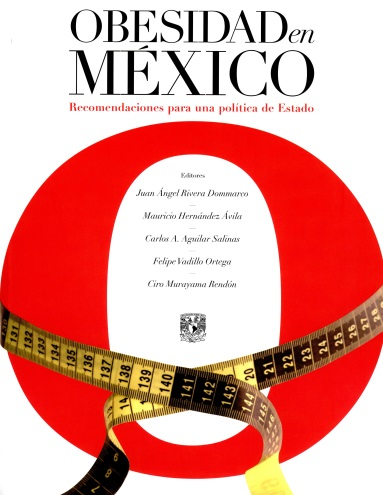 OBESIDAD en
MÉXICO
Recomendaciones para una política de Estado
Editores
Juan Ángel Rivera Dommarco
Mauricio Hernández Ávila
Carlos A. Aguilar Salinas
Felipe Vadillo Ortega
Ciro Murayama Rendón
131 132 133 134 135 136 137 138 139 140 141 142 143 144 20 21 22 23 24